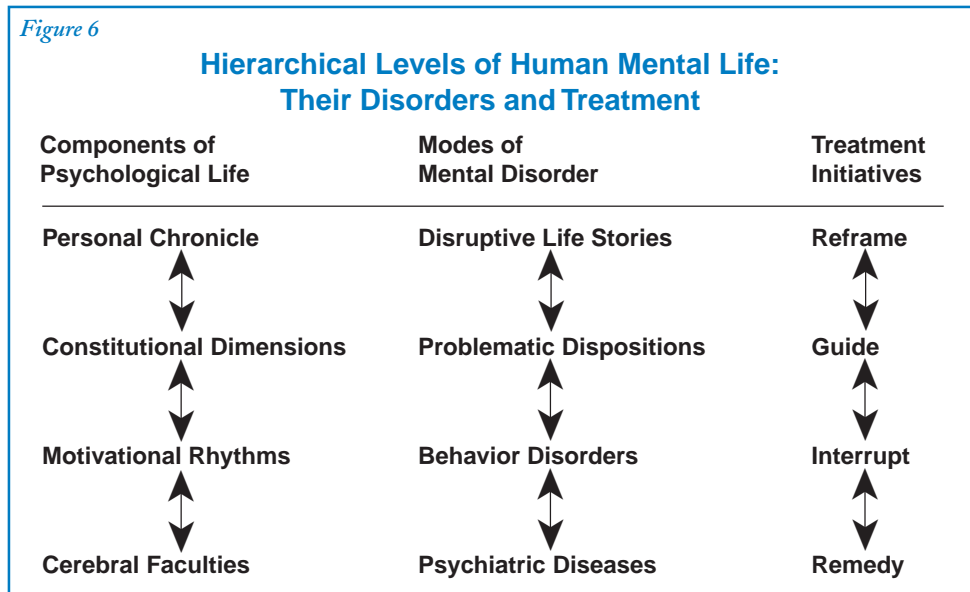 Figure 6
Hierarchical Levels of Human Mental Life:
Their Disorders and Treatment
Components of Psychological Life
Modes of Mental Disorder
Treatment Initiatives
Personal Chronicle
Disruptive Life Stories
Reframe
Constitutional Dimensions
Problematic Dispositions
Guide
Motivational Rhythms
Behavior Disorders
Interrupt
Cerebral Faculties
Psychiatric Diseases
Remedy